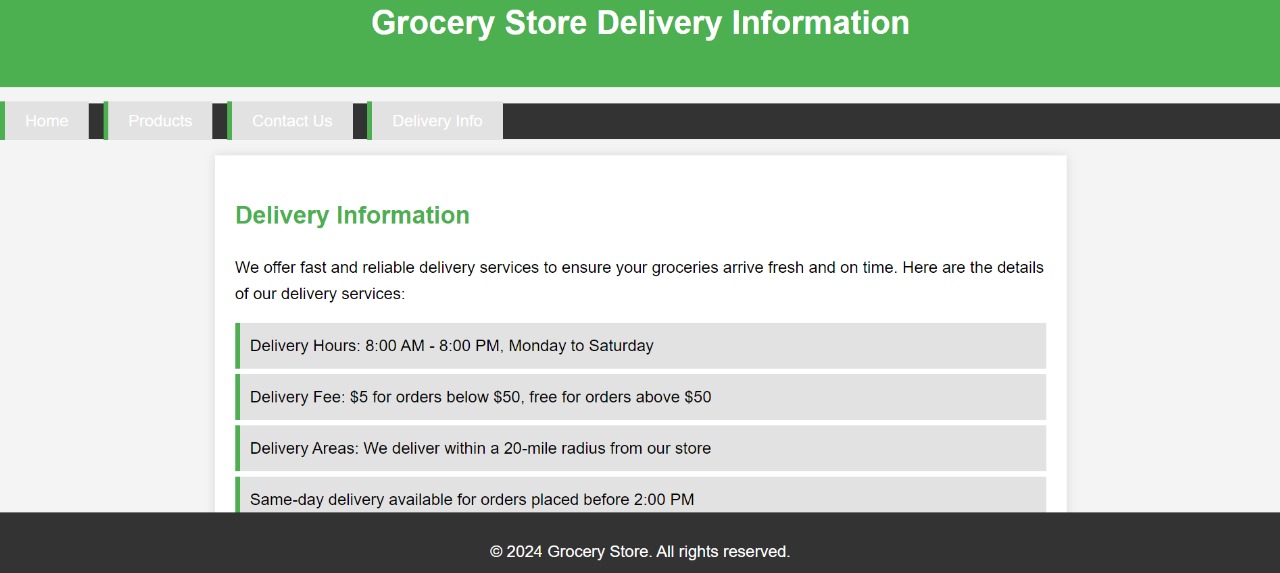 Grocery Store Delivery Information
Home Products Contact Us Delivery Info
Delivery Information
We offer fast and reliable delivery services to ensure your groceries arrive fresh and on time. Here are the details
of our delivery services:
Delivery Hours: 8:00 AM - 8:00 PM, Monday to Saturday
Delivery Fee: $5 for orders below $50, free for orders above $50
Delivery Areas: We deliver within a 20-mile radius from our store
Same-day delivery available for orders placed before 2:00 PM
© 2024 Grocery Store. All rights reserved.